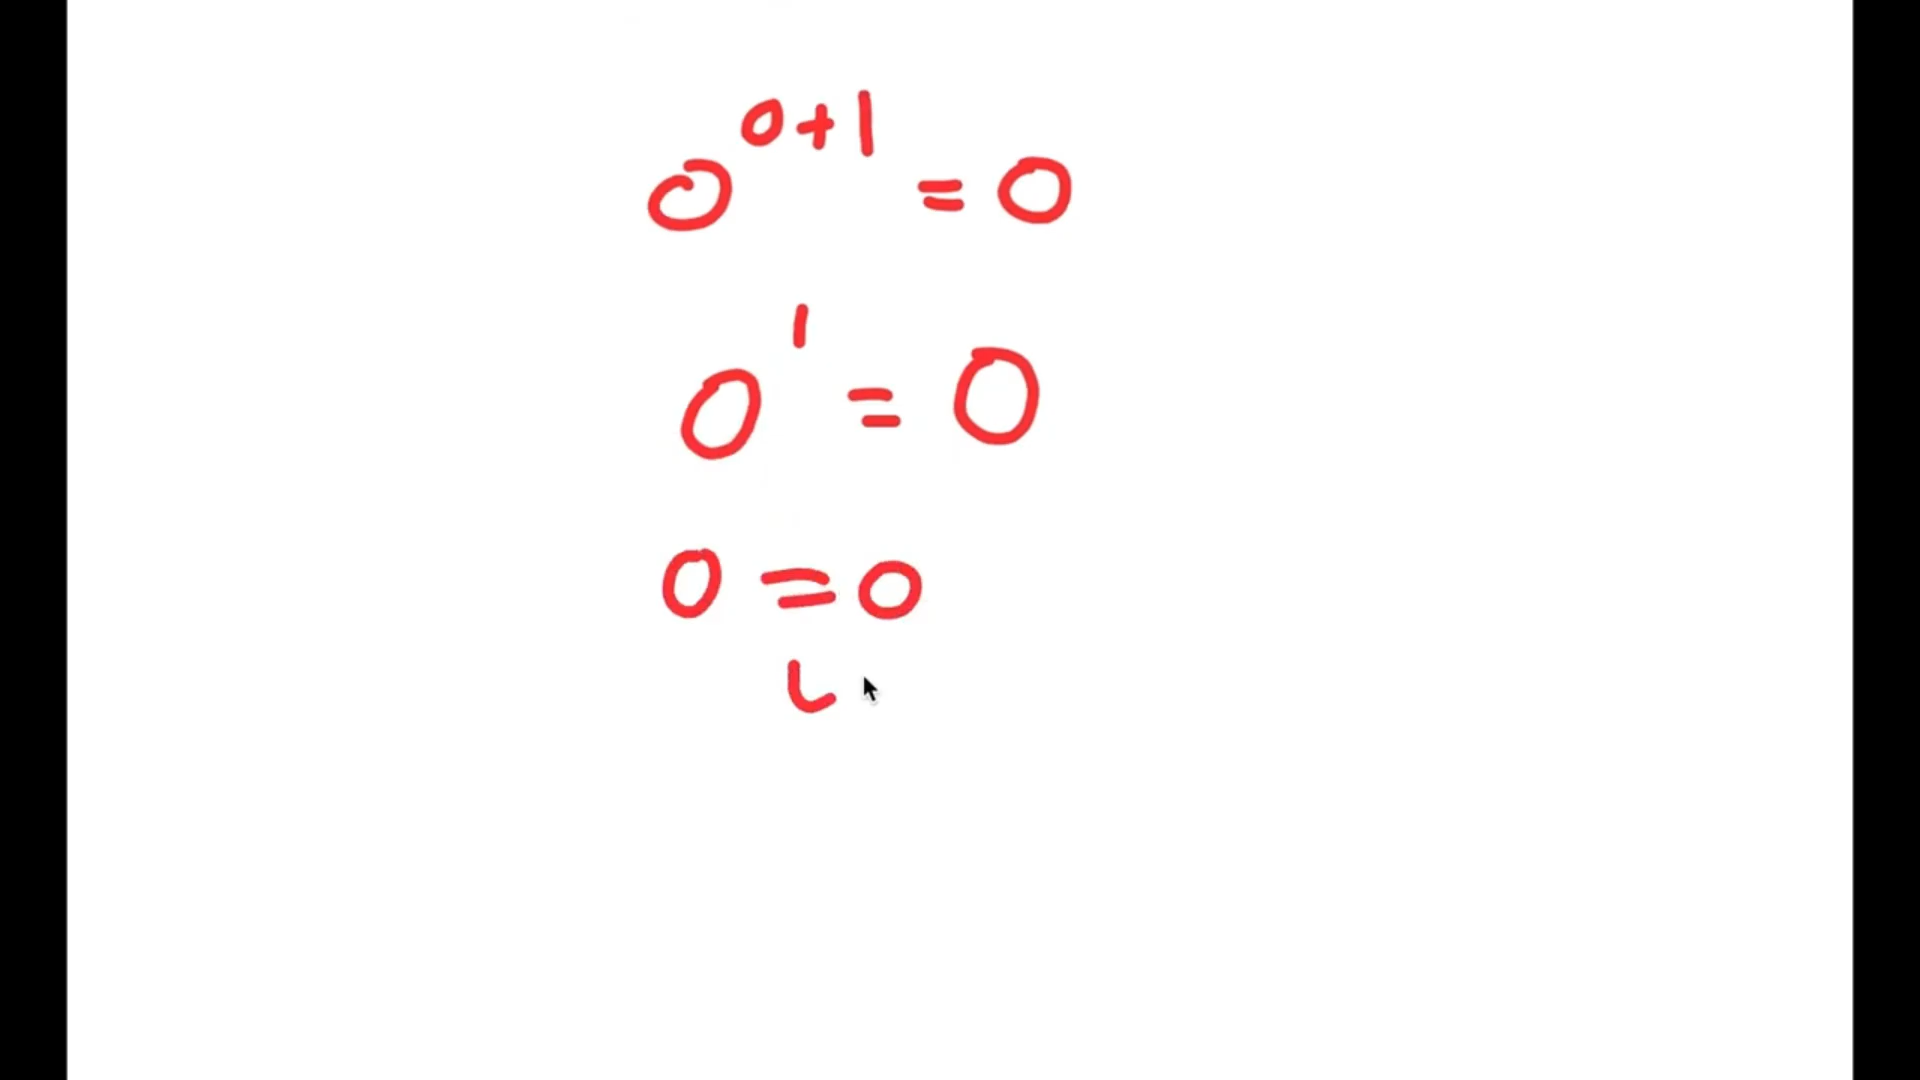 0^{0+1} = 0
0^1 = 0
0 = 0